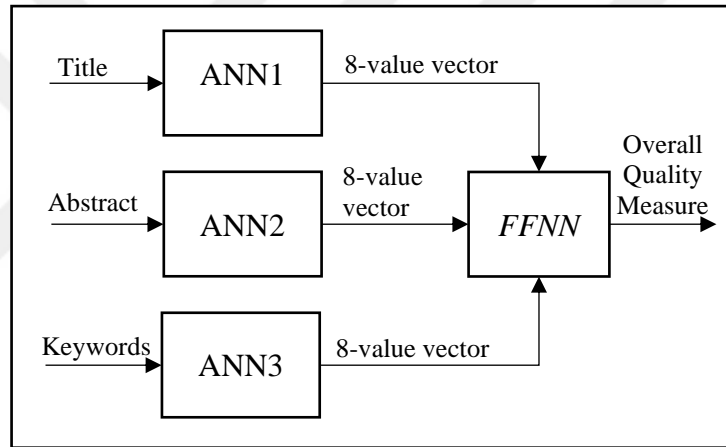 Title
ANN1
8-value vector
Abstract
ANN2
8-value
vector
FFNN
Overall
Quality
Measure
Keywords
ANN3
8-value vector